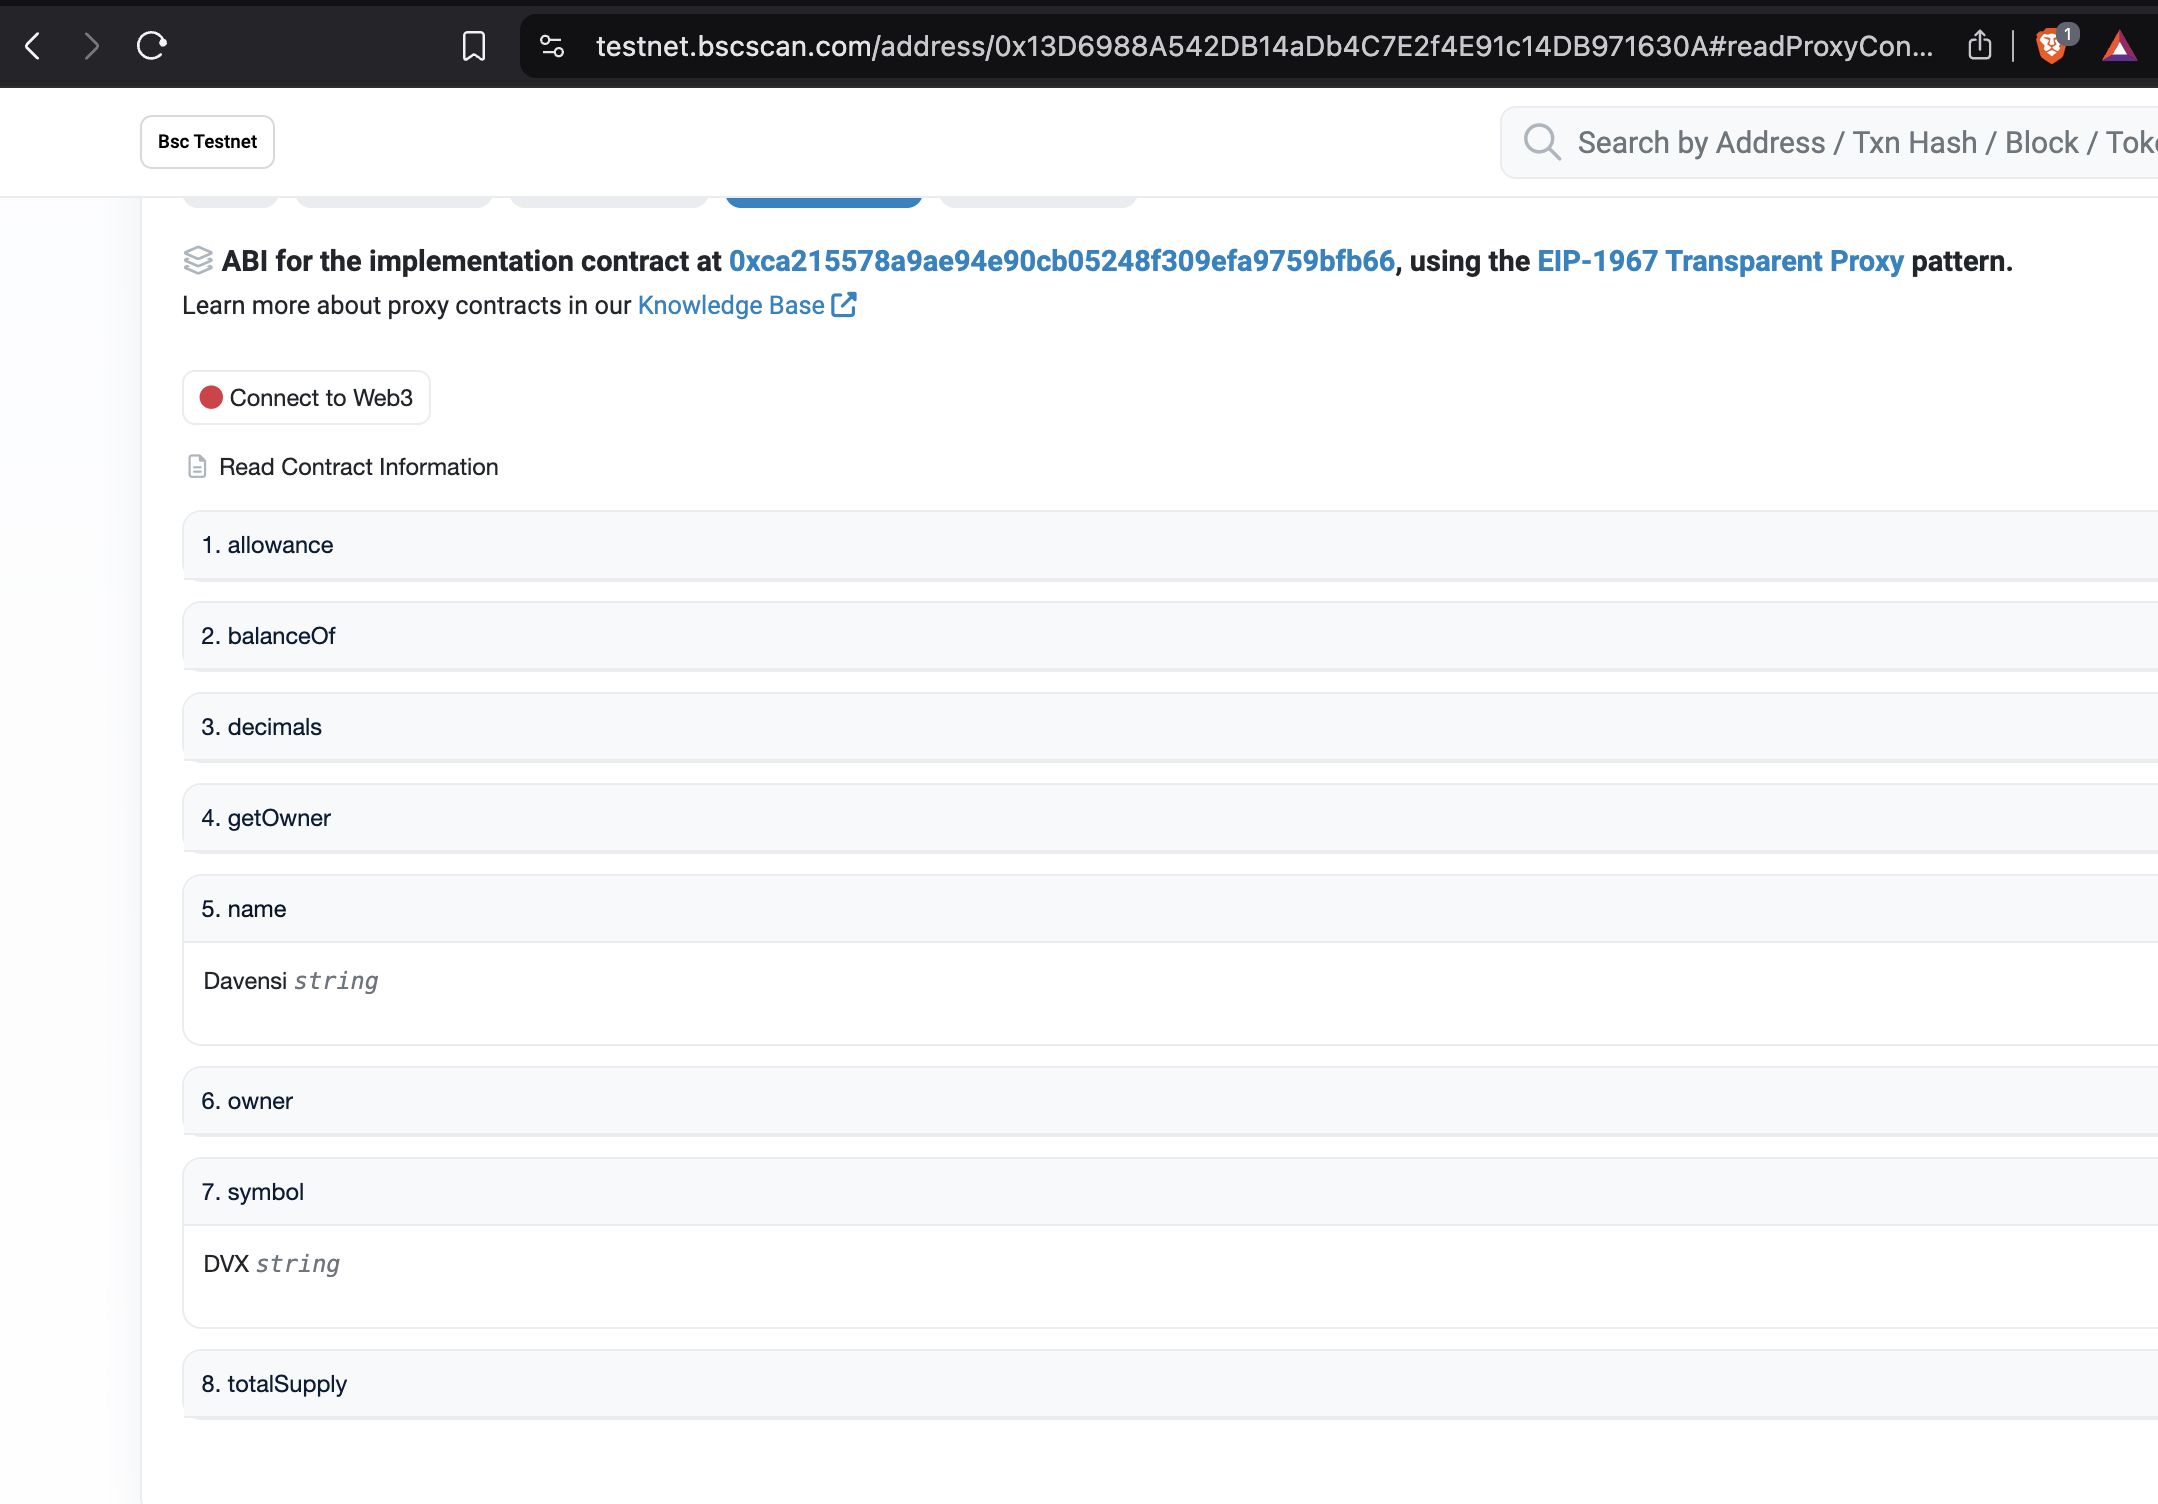 testnet.bscscan.com/address/0x13D6988A542DB14aDb4C7E2f4E91c14DB971630A#readProxyCon...
1
Bsc Testnet
Search by Address / Txn Hash / Block / Toke
ABI for the implementation contract at 0xca215578a9ae94e90cb05248f309efa9759bfb66, using the EIP-1967 Transparent Proxy pattern.
Learn more about proxy contracts in our Knowledge Base
Connect to Web3
Read Contract Information
1. allowance
2. balanceOf
3. decimals
4. getOwner
5. name
Davensi string
6. owner
7. symbol
DVX string
8. totalSupply